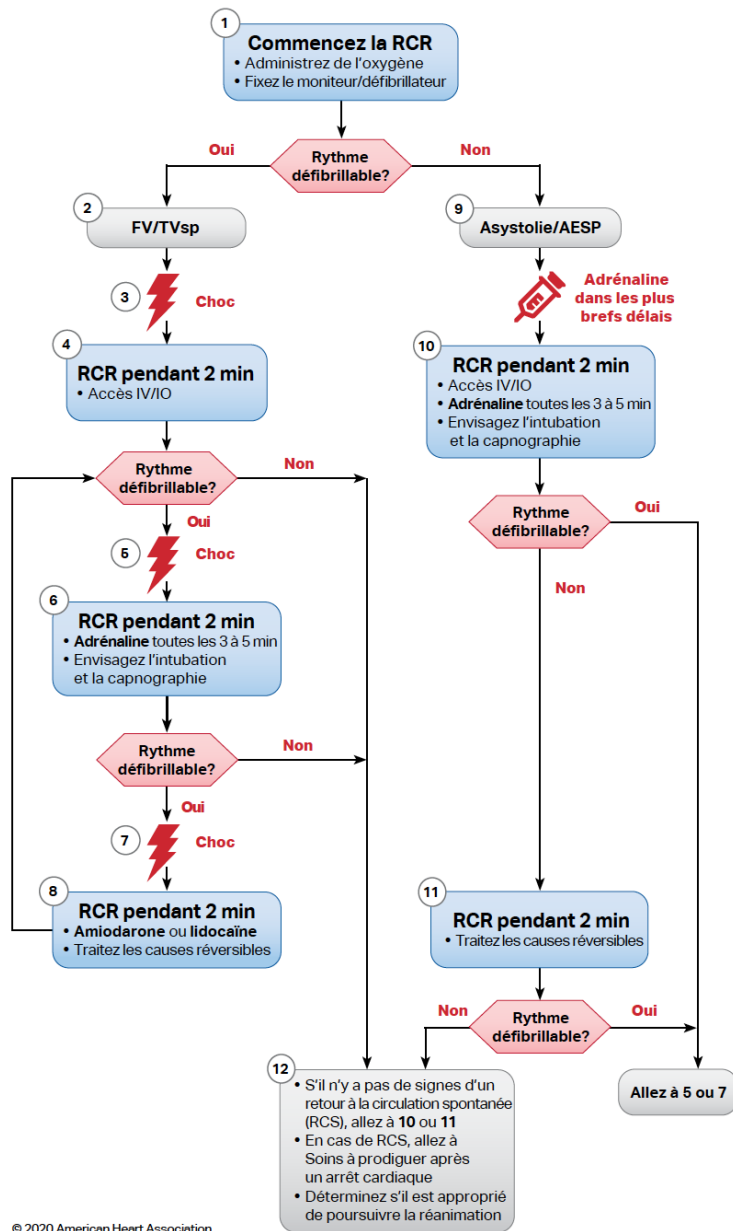 1
Commencez la RCR
• Administrez de l'oxygène
• Fixez le moniteur/défibrillateur
Oui
Rythme
défibrillable?
Non
2
FV/TVsp
9
Asystolie/AESP
3
Choc
Adrénaline
dans les plus
brefs délais
4
RCR pendant 2 min
• Accès IV/IO
10
RCR pendant 2 min
• Accès IV/IO
• Adrénaline toutes les 3 à 5 min
• Envisagez l'intubation
et la capnographie
Rythme
défibrillable?
Non
Oui
Rythme
défibrillable?
Oui
Non
5
Choc
6
RCR pendant 2 min
• Adrénaline toutes les 3 à 5 min
• Envisagez l'intubation
et la capnographie
Rythme
défibrillable?
Non
Oui
7
Choc
8
RCR pendant 2 min
• Amiodarone ou lidocaïne
• Traitez les causes réversibles
11
RCR pendant 2 min
• Traitez les causes réversibles
Non
Rythme
défibrillable?
Oui
12
• S'il n'y a pas de signes d'un
retour à la circulation spontanée
(RCS), allez à 10 ou 11
• En cas de RCS, allez à
Soins à prodiguer après
un arrêt cardiaque
• Déterminez s'il est approprié
de poursuivre la réanimation
Allez à 5 ou 7
© 2020 American Heart Association